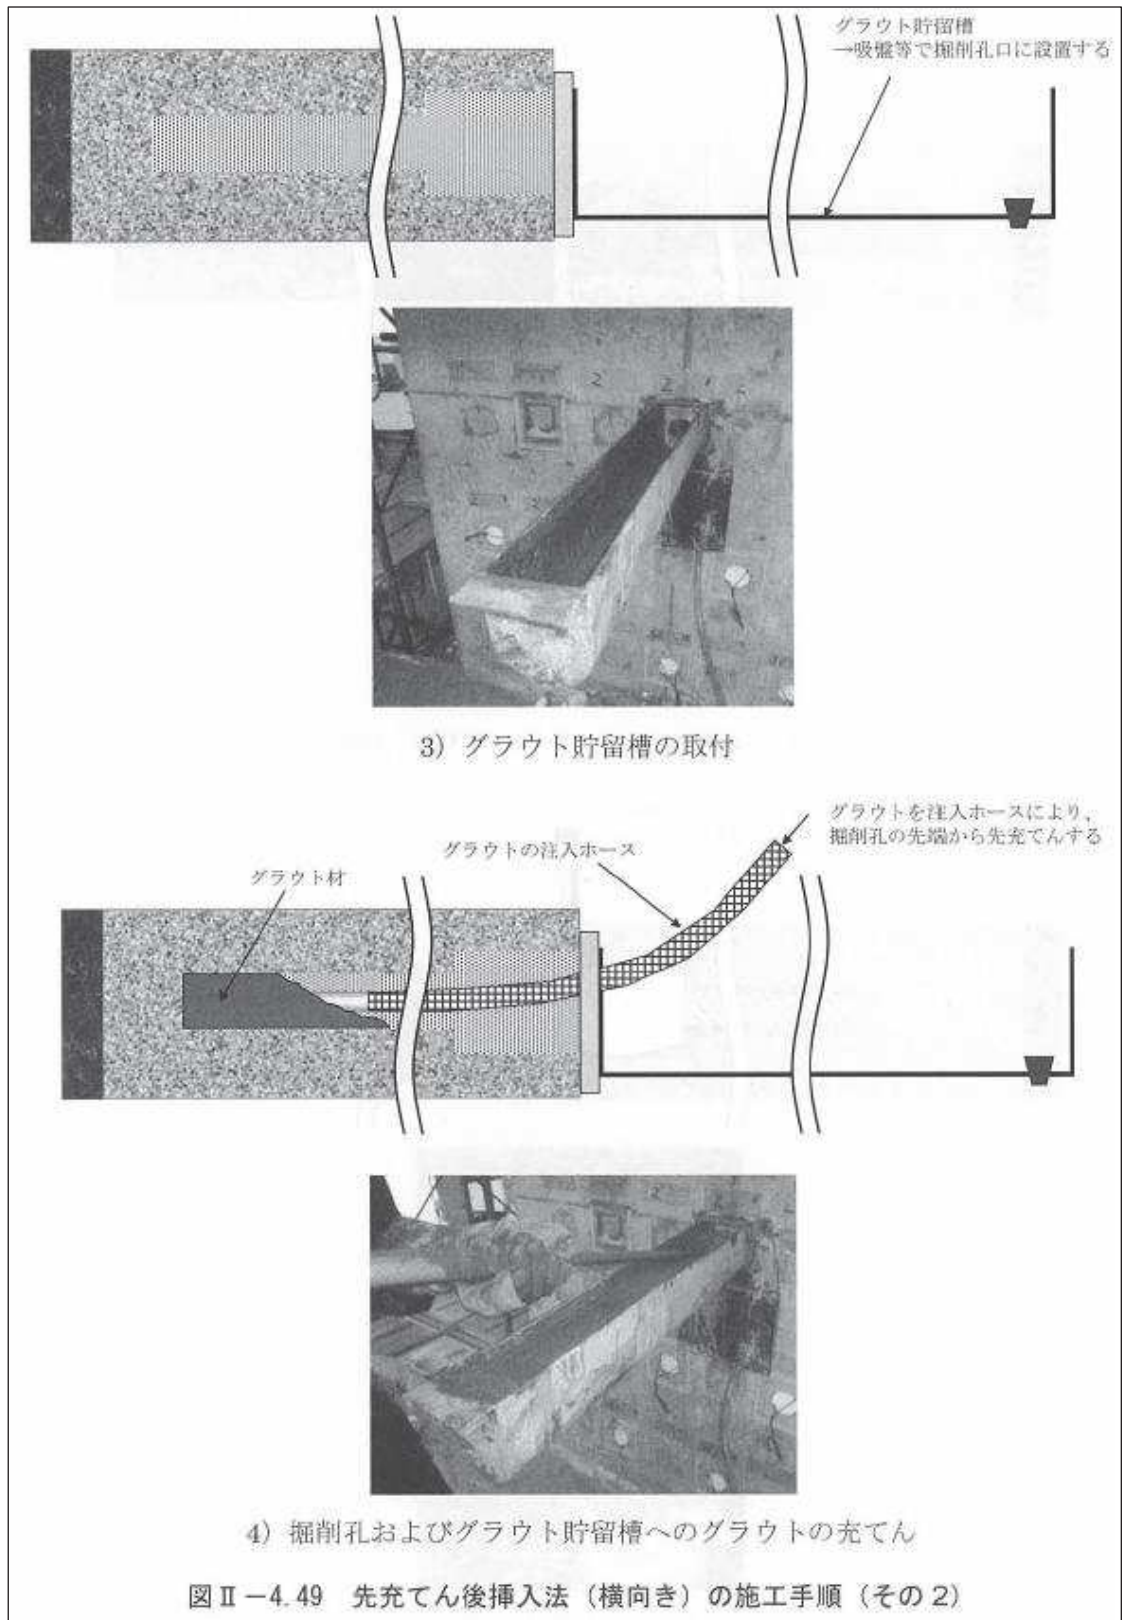 グラウト貯留槽
→吸盤等で掘削孔口に設置する
3) グラウト貯留槽の取付
グラウトを注入ホースにより、
掘削孔の先端から先充てんする
グラウトの注入ホース
グラウト材
4) 掘削孔およびグラウト貯留槽へのグラウトの充てん
図Ⅱ-4.49 先充てん後挿入法（横向き）の施工手順（その2）